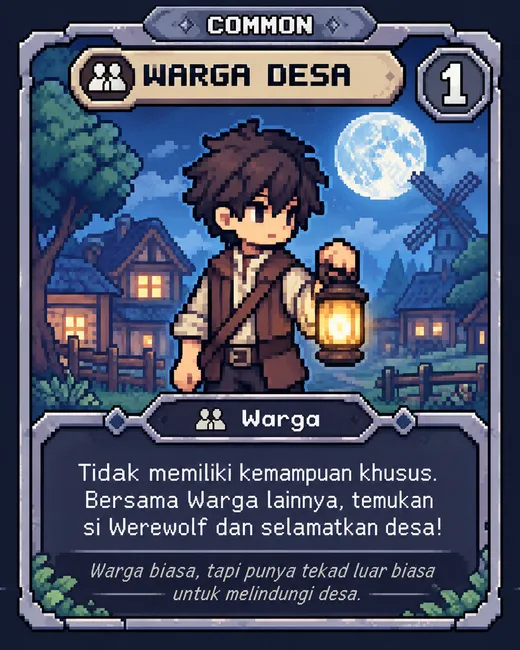 COMMON
WARGA DESA
1
Warga
Tidak memiliki kemampuan khusus.
Bersama Warga lainnya, temukan
si Werewolf dan selamatkan desa!
Warga biasa, tapi punya tekad luar biasa
untuk melindungi desa.